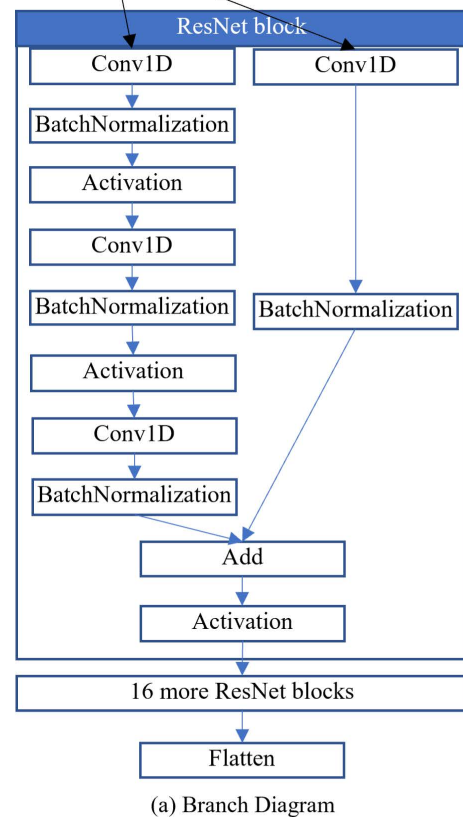 ResNet block
Conv1D
Conv1D
BatchNormalization
Activation
Conv1D
BatchNormalization
BatchNormalization
Activation
Conv1D
BatchNormalization
Add
Activation
16 more ResNet blocks
Flatten
(a) Branch Diagram